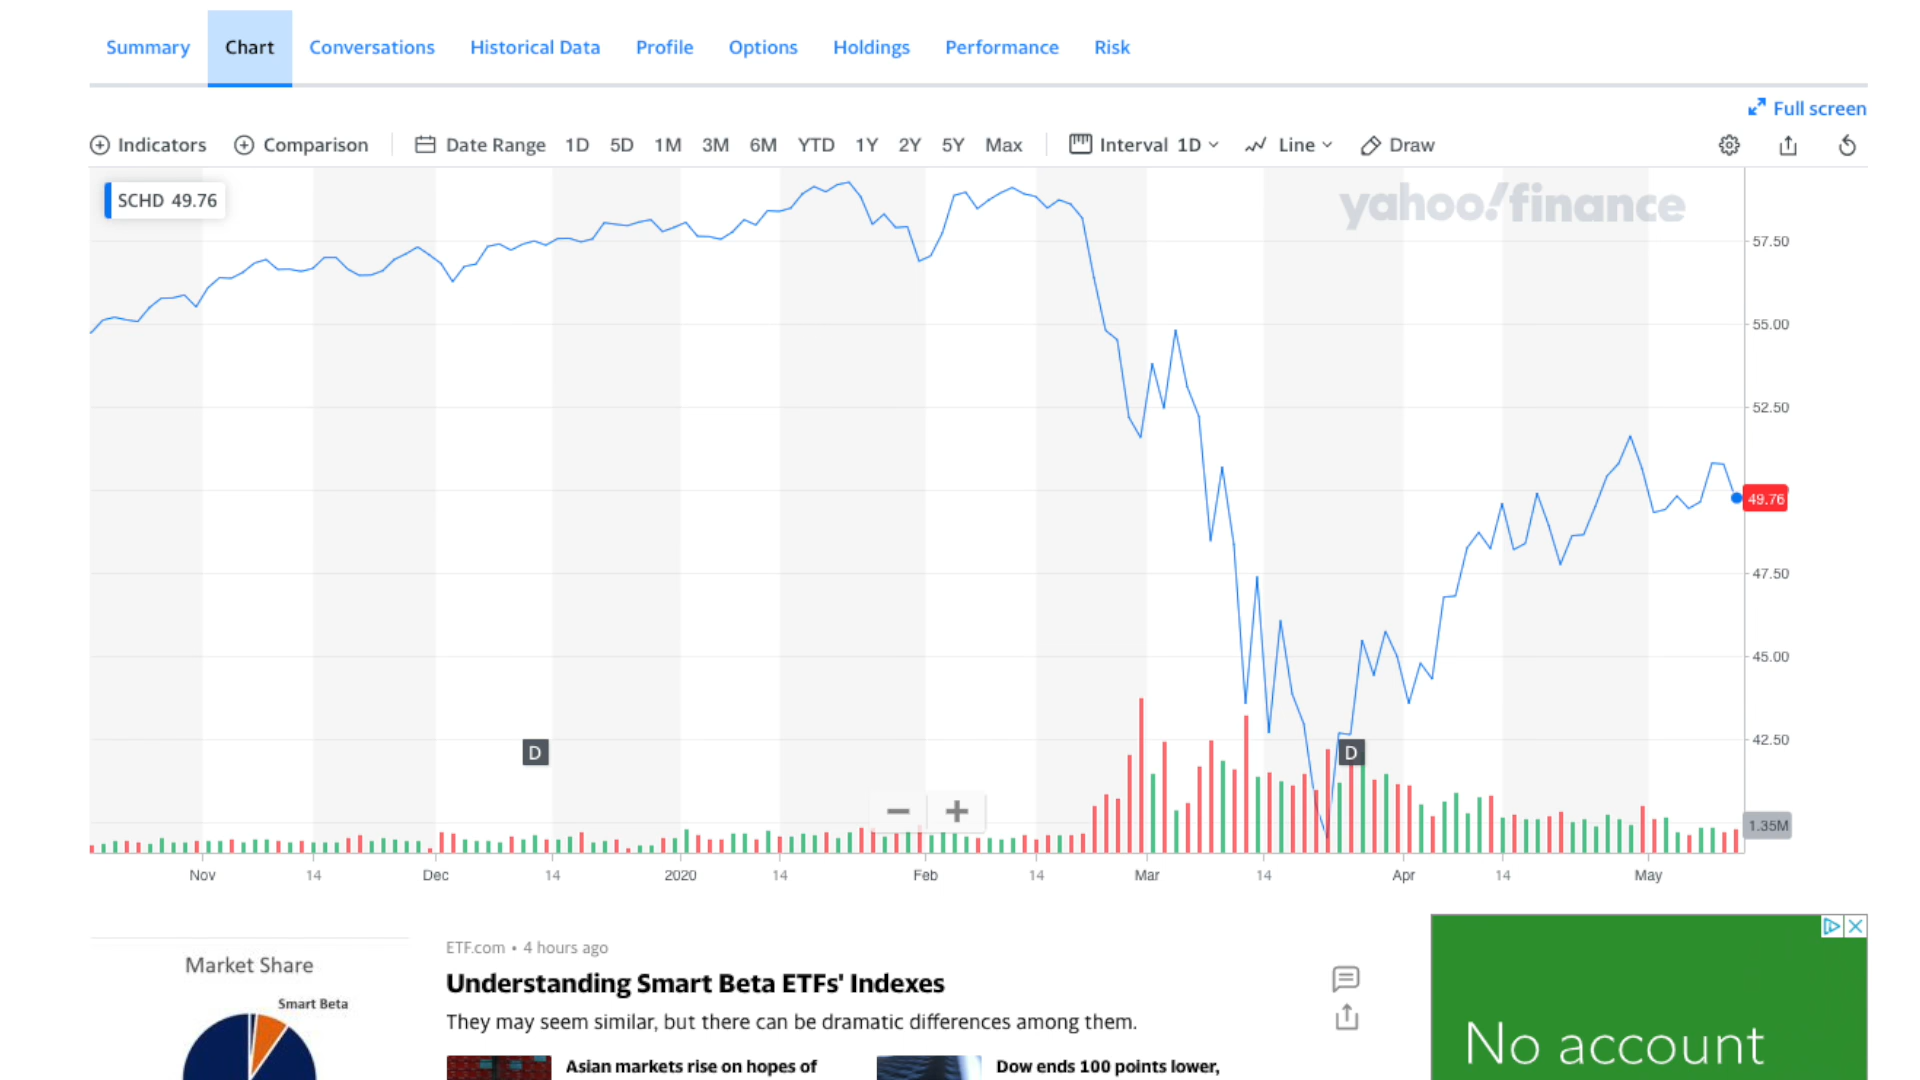 Summary Chart Conversations Historical Data Profile Options Holdings Performance Risk
Full screen
Indicators Comparison Date Range 1D 5D 1M 3M 6M YTD 1Y 2Y 5Y Max Interval 1D Line Draw
SCHD 49.76
yahoo!finance
57.50
55.00
52.50
49.76
47.50
45.00
42.50
D D
1.35M
Nov 14 Dec 14 2020 14 Feb 14 Mar 14 Apr 14 May
Market Share
Smart Beta
ETF.com • 4 hours ago
Understanding Smart Beta ETFs' Indexes
They may seem similar, but there can be dramatic differences among them.
Asian markets rise on hopes of
Dow ends 100 points lower,
No account